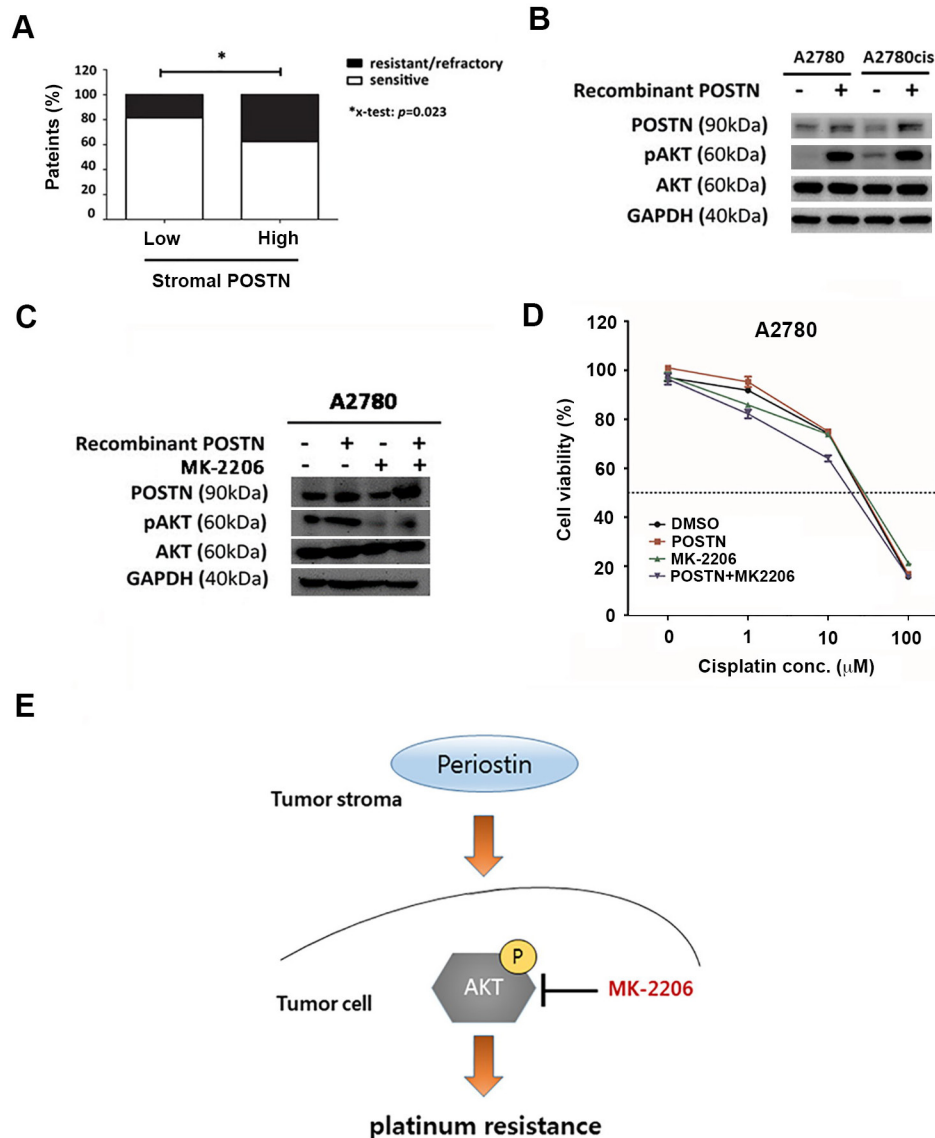 A
*
resistant/refractory
sensitive
*x-test: p=0.023
Pateints (%)
120
100
80
60
40
20
0
Low High
Stromal POSTN
B
A2780 A2780cis
Recombinant POSTN - + - +
POSTN (90kDa)
pAKT (60kDa)
AKT (60kDa)
GAPDH (40kDa)
C
A2780
Recombinant POSTN - + - +
MK-2206 - - + +
POSTN (90kDa)
pAKT (60kDa)
AKT (60kDa)
GAPDH (40kDa)
D
A2780
Cell viability (%)
120
100
80
60
40
20
0
DMSO
POSTN
MK-2206
POSTN+MK2206
0 1 10 100
Cisplatin conc. (μM)
E
Periostin
Tumor stroma
P
AKT
MK-2206
Tumor cell
platinum resistance